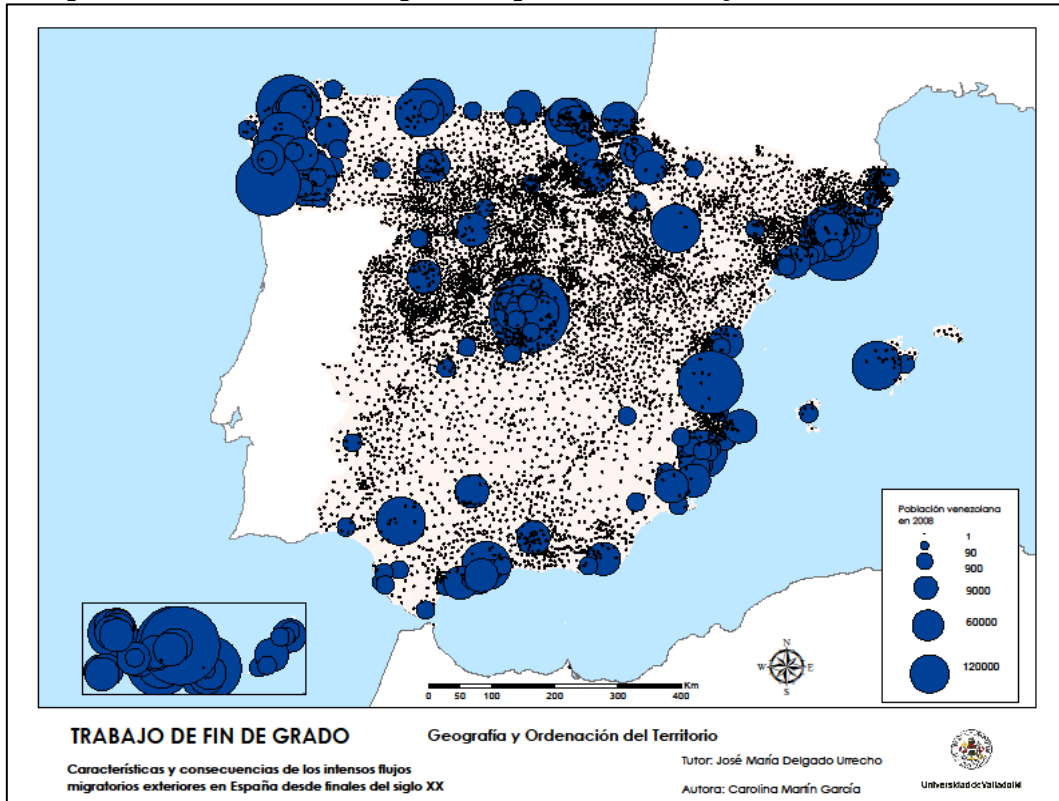 Población venezolana
en 2008
1
90
900
9000
60000
120000
N
W E
S
Km
0 50 100 200 300 400
TRABAJO DE FIN DE GRADO
Geografía y Ordenación del Territorio
Características y consecuencias de los intensos flujos
migratorios exteriores en España desde finales del siglo XX
Tutor: José María Delgado Urrecho
Autora: Carolina Martín García
Universidad de Valladolid